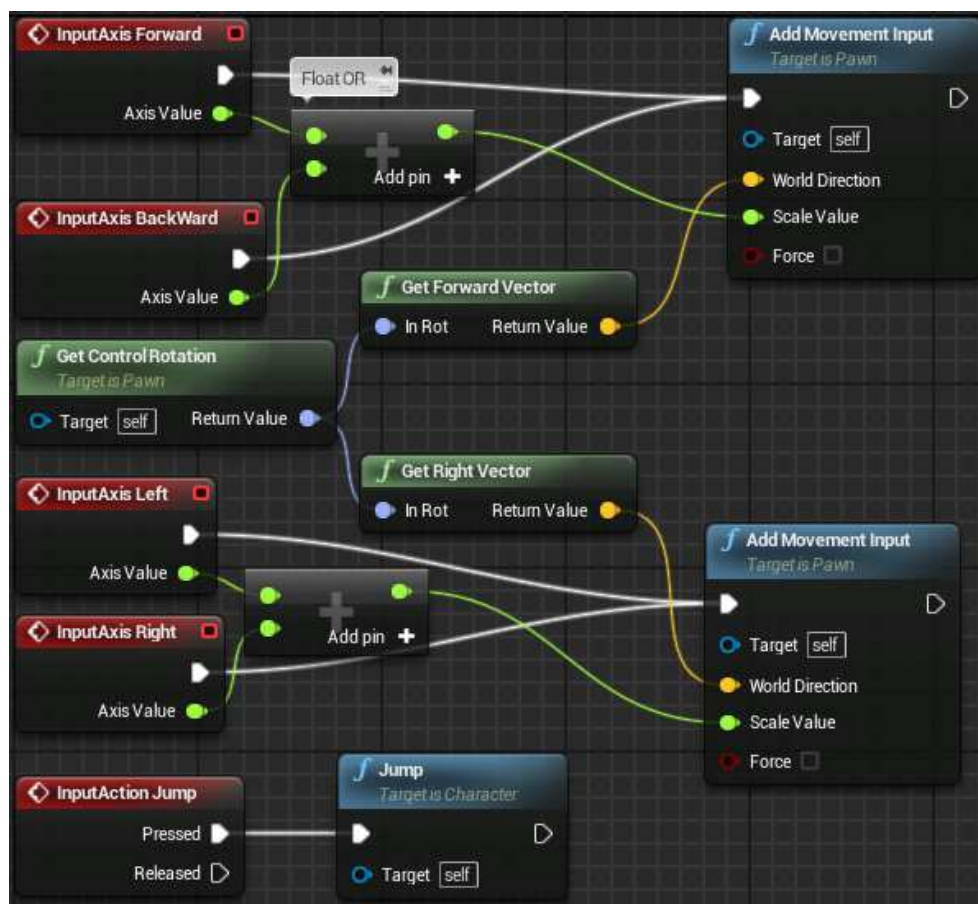 InputAxis Forward
Axis Value
Float OR
Add pin
Add Movement Input
Target is Pawn
Target self
World Direction
Scale Value
Force
InputAxis BackWard
Axis Value
Get Forward Vector
In Rot Return Value
Get Control Rotation
Target is Pawn
Target self Return Value
Get Right Vector
In Rot Return Value
InputAxis Left
Axis Value
Add pin
InputAxis Right
Axis Value
Add Movement Input
Target is Pawn
Target self
World Direction
Scale Value
Force
InputAction Jump
Pressed
Released
Jump
Target is Character
Target self